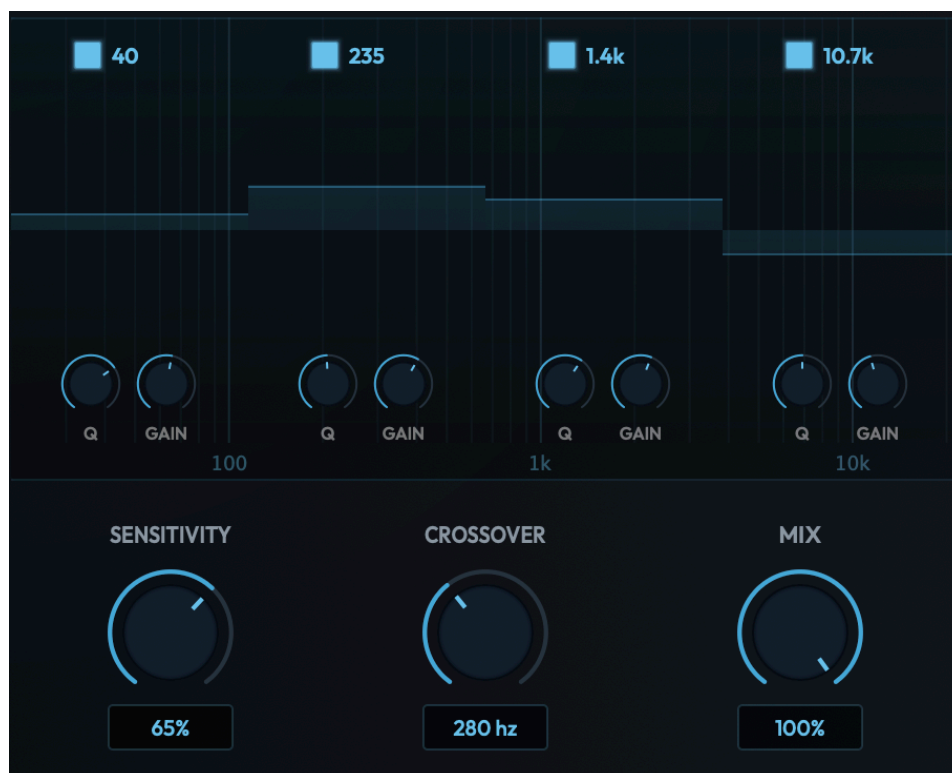 40 235 1.4k 10.7k
Q GAIN Q GAIN Q GAIN Q GAIN
100 1k 10k
SENSITIVITY CROSSOVER MIX
65% 280 hz 100%